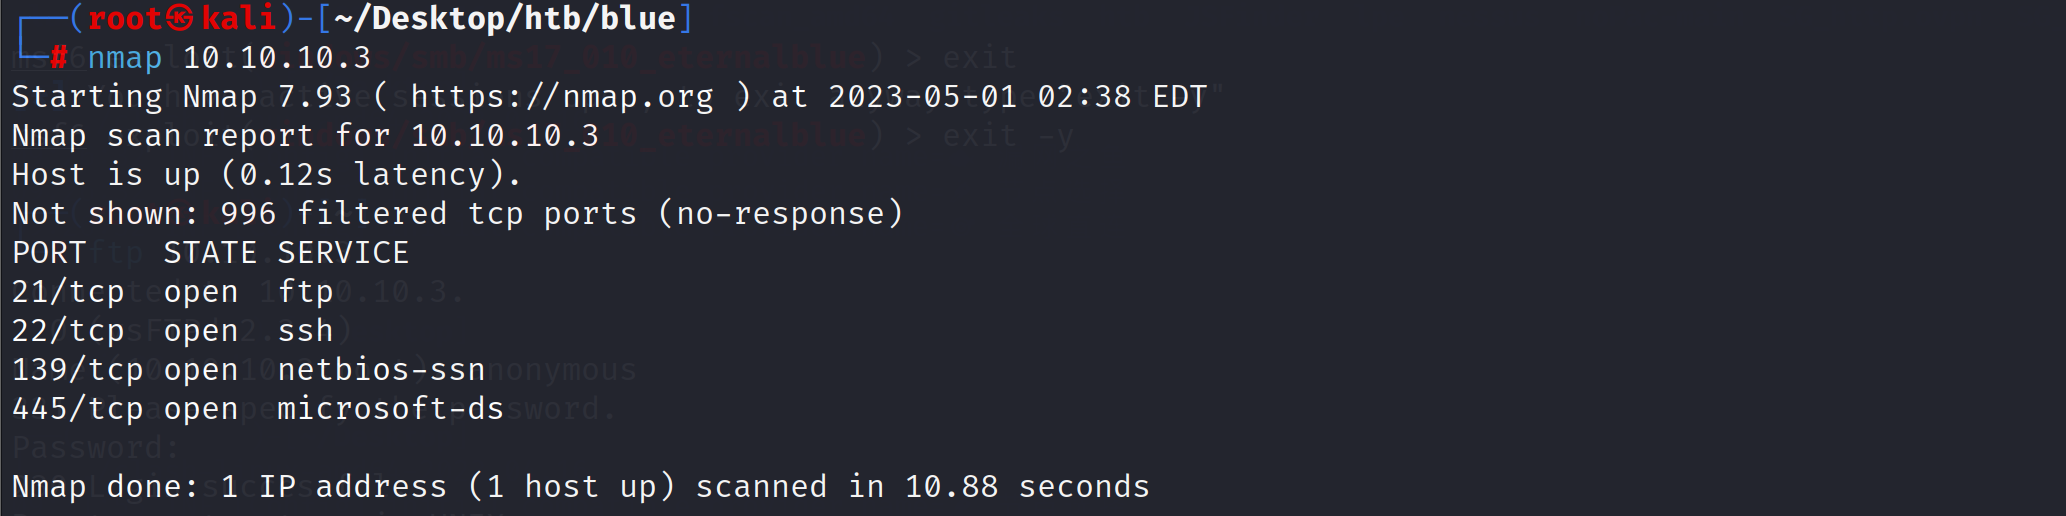 ┌──(root㉿kali)-[~/Desktop/htb/blue]
└─# nmap 10.10.10.3
Starting Nmap 7.93 ( https://nmap.org ) at 2023-05-01 02:38 EDT
Nmap scan report for 10.10.10.3
Host is up (0.12s latency).
Not shown: 996 filtered tcp ports (no-response)
PORT    STATE SERVICE
21/tcp  open  ftp
22/tcp  open  ssh
139/tcp open  netbios-ssn
445/tcp open  microsoft-ds
Password:
Nmap done: 1 IP address (1 host up) scanned in 10.88 seconds